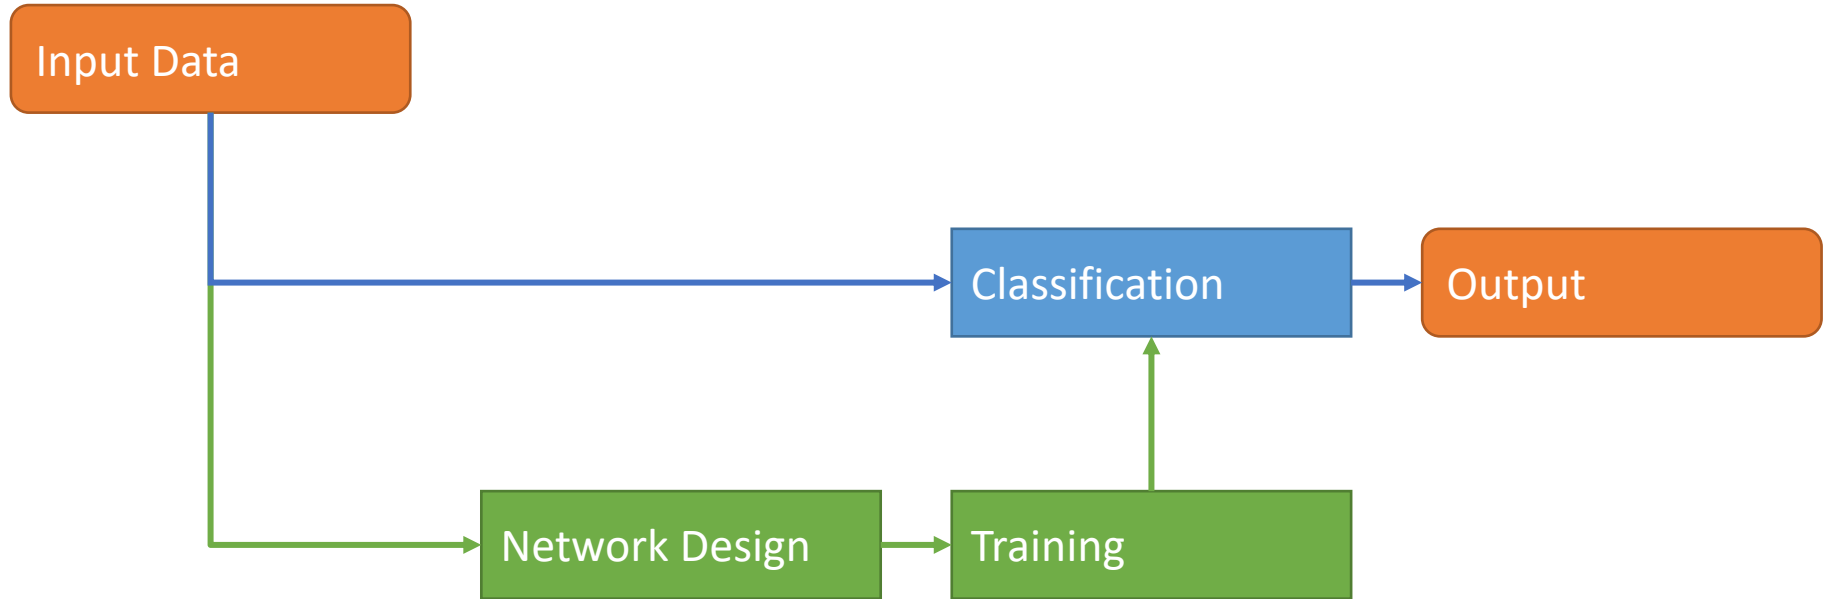 Input Data
Classification
Output
Network Design
Training